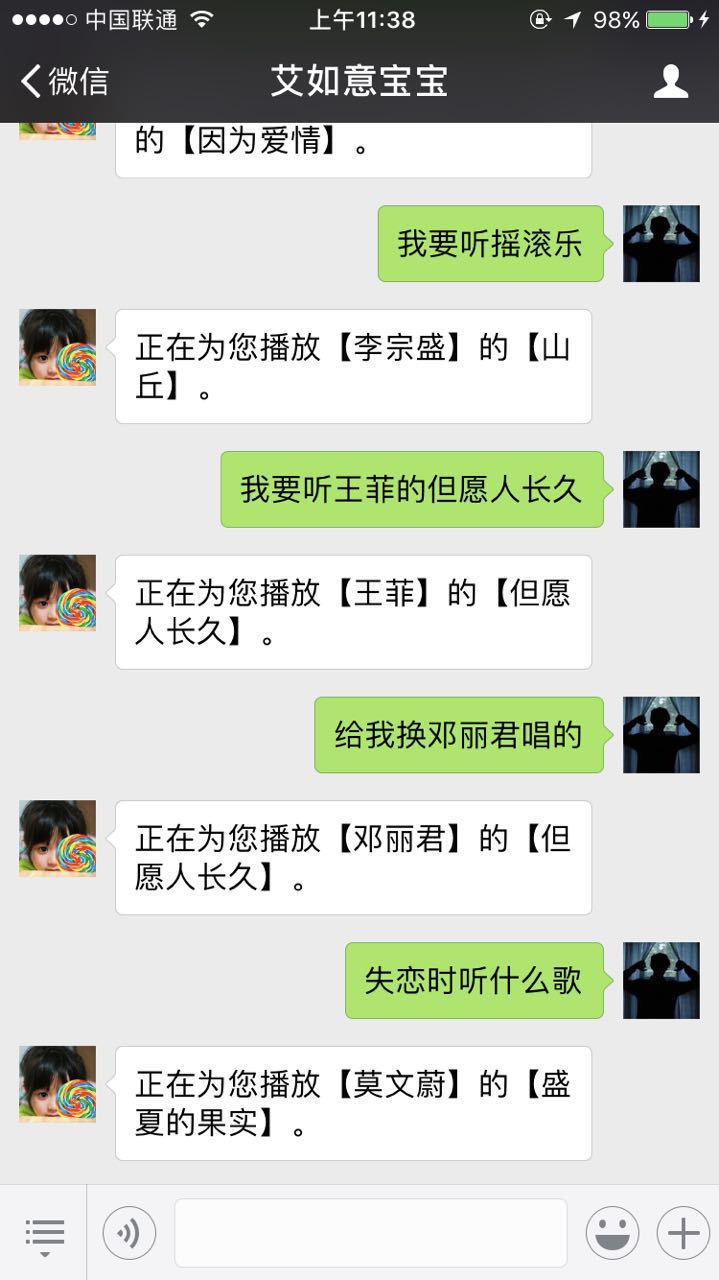 中国联通 上午11:38 98%
微信 艾如意宝宝
的【因为爱情】。
我要听摇滚乐
正在为您播放【李宗盛】的【山
丘】。
我要听王菲的但愿人长久
正在为您播放【王菲】的【但愿
人长久】。
给我换邓丽君唱的
正在为您播放【邓丽君】的【但
愿人长久】。
失恋时听什么歌
正在为您播放【莫文蔚】的【盛
夏的果实】。